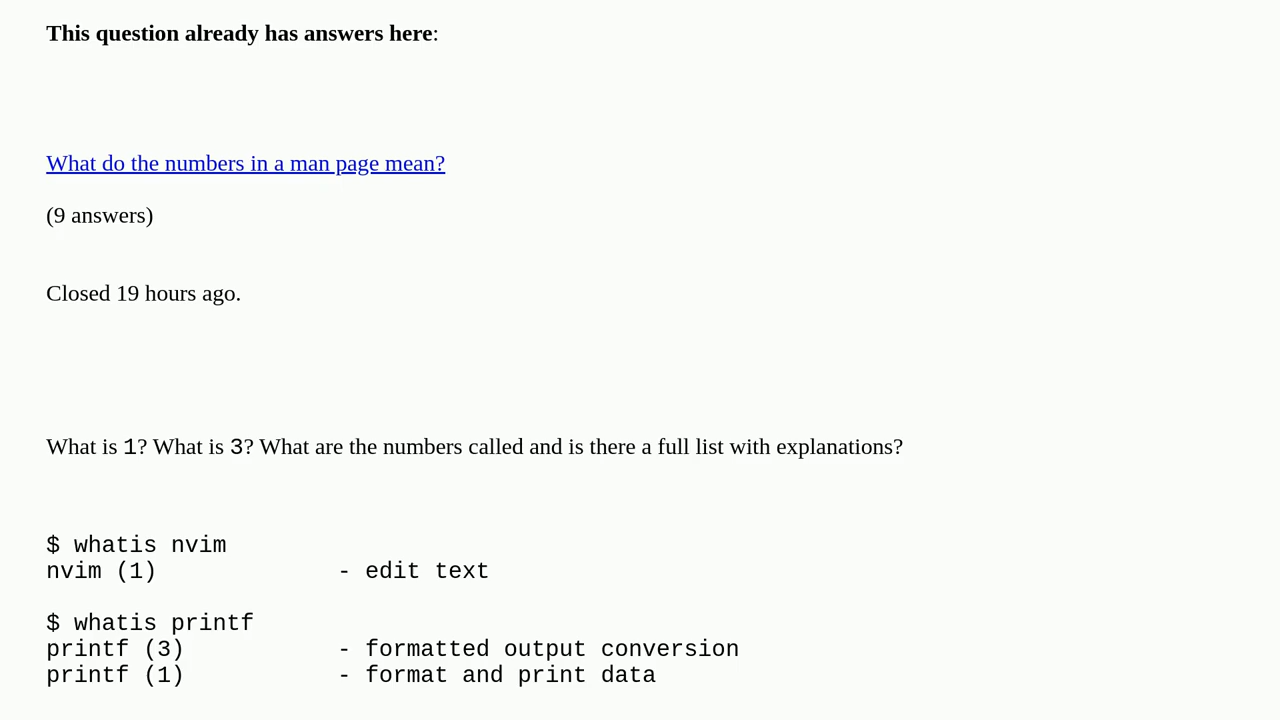 This question already has answers here:
What do the numbers in a man page mean?
(9 answers)
Closed 19 hours ago.
What is 1? What is 3? What are the numbers called and is there a full list with explanations?
$ whatis nvim
nvim (1)             - edit text
$ whatis printf
printf (3)           - formatted output conversion
printf (1)           - format and print data